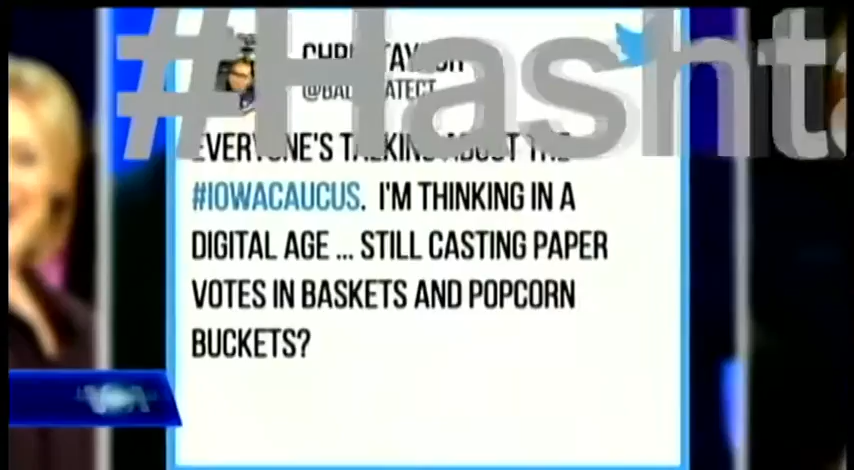 #Hashta
EVERYONE'S TALKING ABOUT THE
#IOWACAUCUS. I'M THINKING IN A
DIGITAL AGE ... STILL CASTING PAPER
VOTES IN BASKETS AND POPCORN
BUCKETS?
VOA